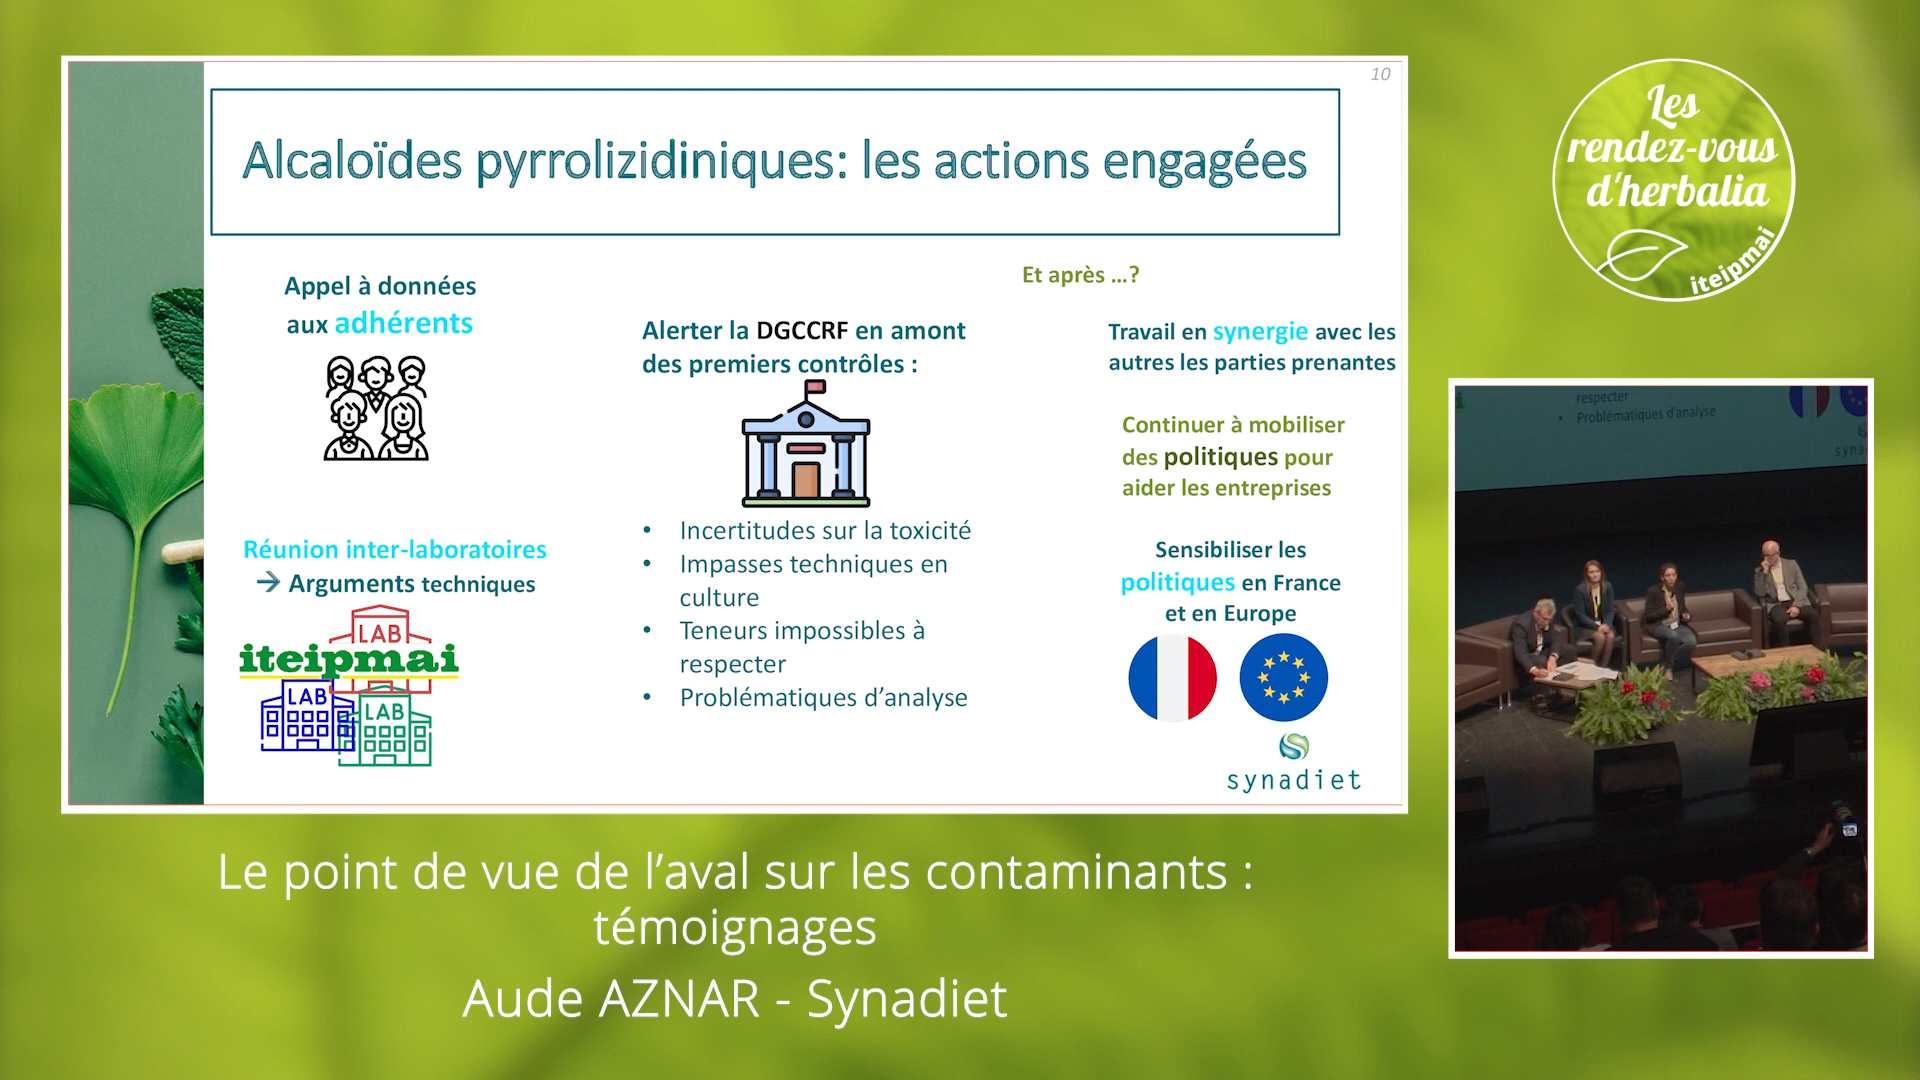 10
Alcaloïdes pyrrolizidiniques: les actions engagées
Appel à données
aux adhérents
Réunion inter-laboratoires
→ Arguments techniques
LAB
iteipmai
LAB
LAB
Alerter la DGCCRF en amont
des premiers contrôles :
• Incertitudes sur la toxicité
• Impasses techniques en
culture
• Teneurs impossibles à
respecter
• Problématiques d’analyse
Et après ...?
Travail en synergie avec les
autres les parties prenantes
Continuer à mobiliser
des politiques pour
aider les entreprises
Sensibiliser les
politiques en France
et en Europe
synadiet
Les
rendez-vous
d'herbalia
iteipmai
respecter
• Problématiques d'analyse
Le point de vue de l’aval sur les contaminants :
témoignages
Aude AZNAR - Synadiet